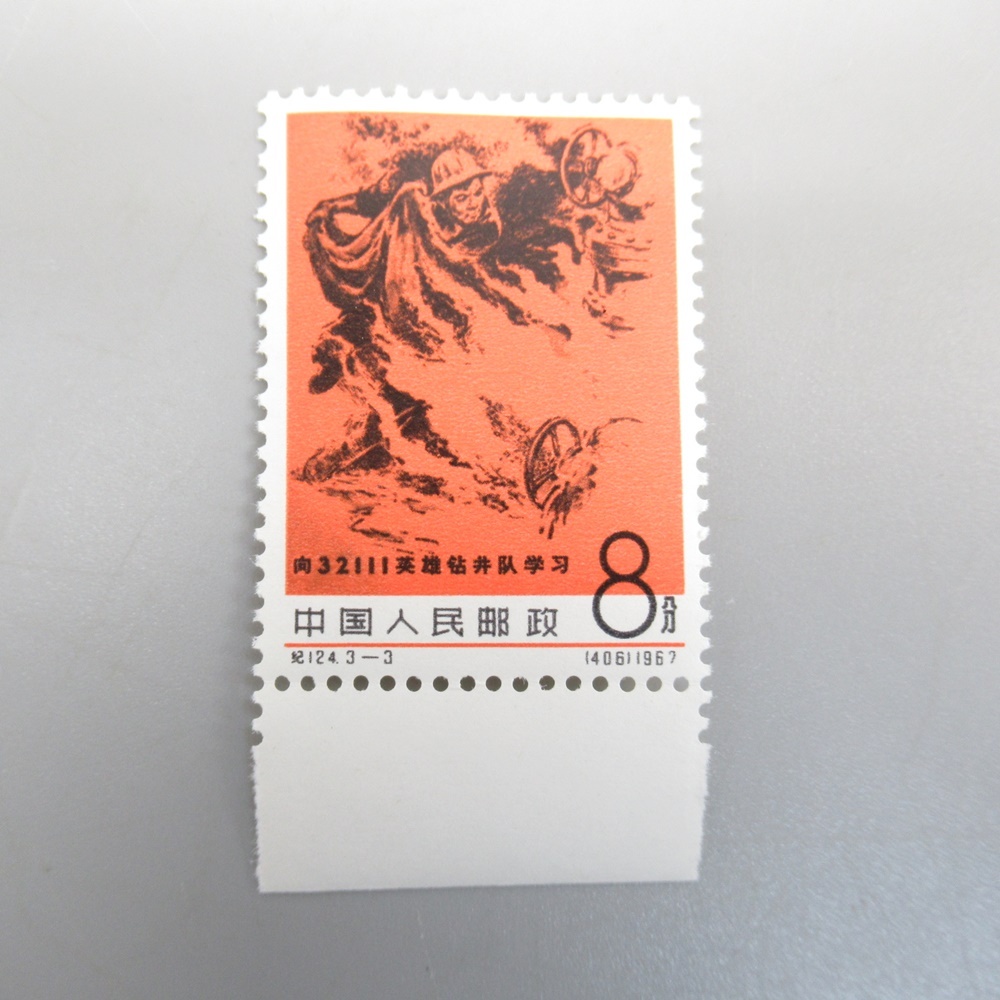 向32111英雄钻井队学习
8分
中国人民邮政
纪124.3—3
(406)1967